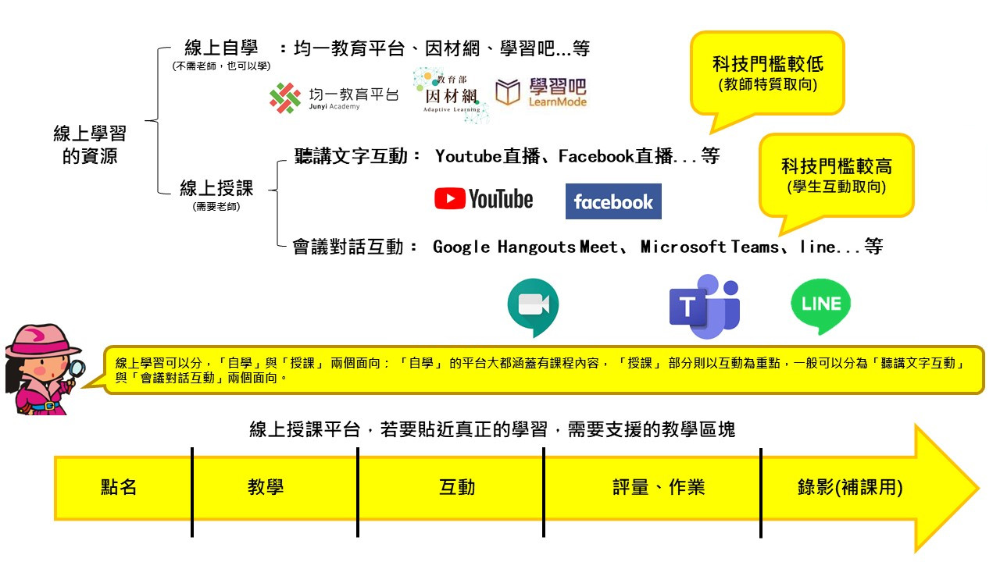 線上自學 :均一教育平台、因材網、學習吧...等
(不需老師,也可以學)
均一教育平台
Junyi Academy
教育部
因材網
Adaptive Learning
學習吧
LearnMode
科技門檻較低
(教師特質取向)
線上學習
的資源
聽講文字互動: Youtube直播、Facebook直播...等
科技門檻較高
(學生互動取向)
線上授課
(需要老師)
YouTube
facebook
會議對話互動: Google Hangouts Meet、Microsoft Teams、line...等
T
LINE
線上學習可以分,「自學」與「授課」 兩個面向: 「自學」 的平台大都涵蓋有課程內容, 「授課」 部分則以互動為重點,一般可以分為「聽講文字互動」
與「會議對話互動」兩個面向。
線上授課平台,若要貼近真正的學習,需要支援的教學區塊
點名 教學 互動 評量、作業 錄影(補課用)